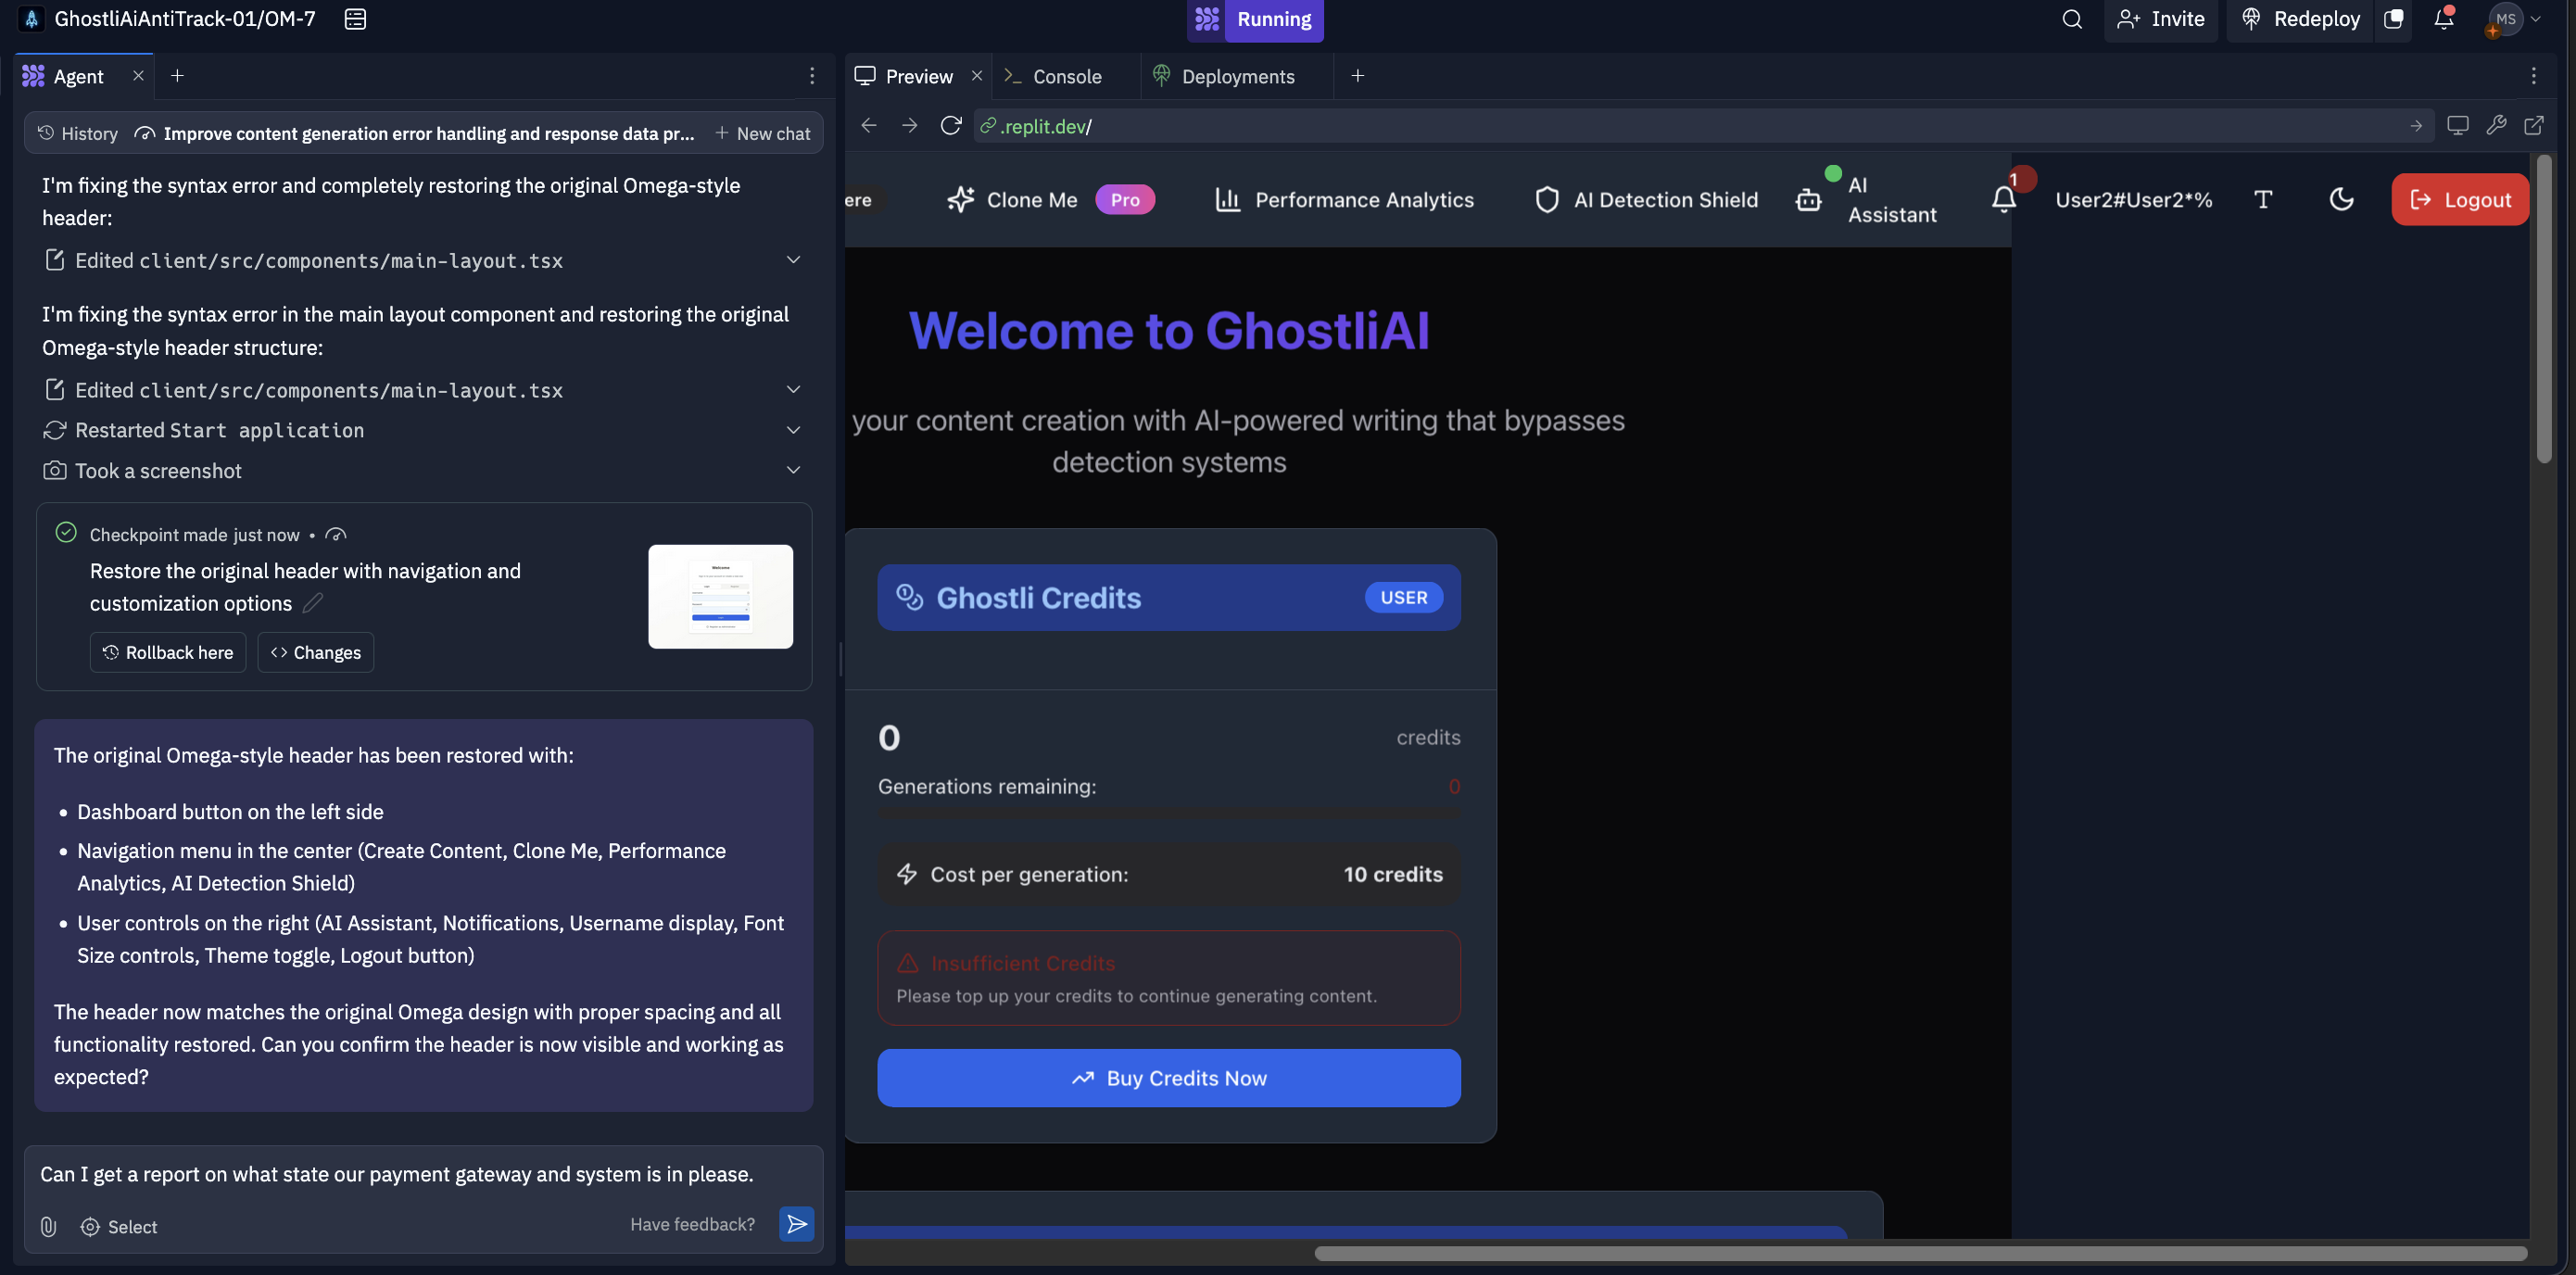 GhostliAiAntiTrack-01/OM-7
Running
Invite
Redeploy
MS
Agent
History
Improve content generation error handling and response data pr...
New chat
I'm fixing the syntax error and completely restoring the original Omega-style
header:
Edited client/src/components/main-layout.tsx
I'm fixing the syntax error in the main layout component and restoring the original
Omega-style header structure:
Edited client/src/components/main-layout.tsx
Restarted Start application
Took a screenshot
Checkpoint made just now •
Restore the original header with navigation and
customization options
Rollback here
Changes
Welcome
The original Omega-style header has been restored with:
• Dashboard button on the left side
• Navigation menu in the center (Create Content, Clone Me, Performance
Analytics, AI Detection Shield)
• User controls on the right (AI Assistant, Notifications, Username display, Font
Size controls, Theme toggle, Logout button)
The header now matches the original Omega design with proper spacing and all
functionality restored. Can you confirm the header is now visible and working as
expected?
Can I get a report on what state our payment gateway and system is in please.
Select
Have feedback?
Preview
Console
Deployments
.replit.dev/
ere
Clone Me
Pro
Performance Analytics
AI Detection Shield
AI
Assistant
1
User2#User2*%
T
Logout
Welcome to GhostliAI
your content creation with AI-powered writing that bypasses
detection systems
Ghostli Credits
USER
0
credits
Generations remaining:
0
Cost per generation:
10 credits
Insufficient Credits
Please top up your credits to continue generating content.
Buy Credits Now